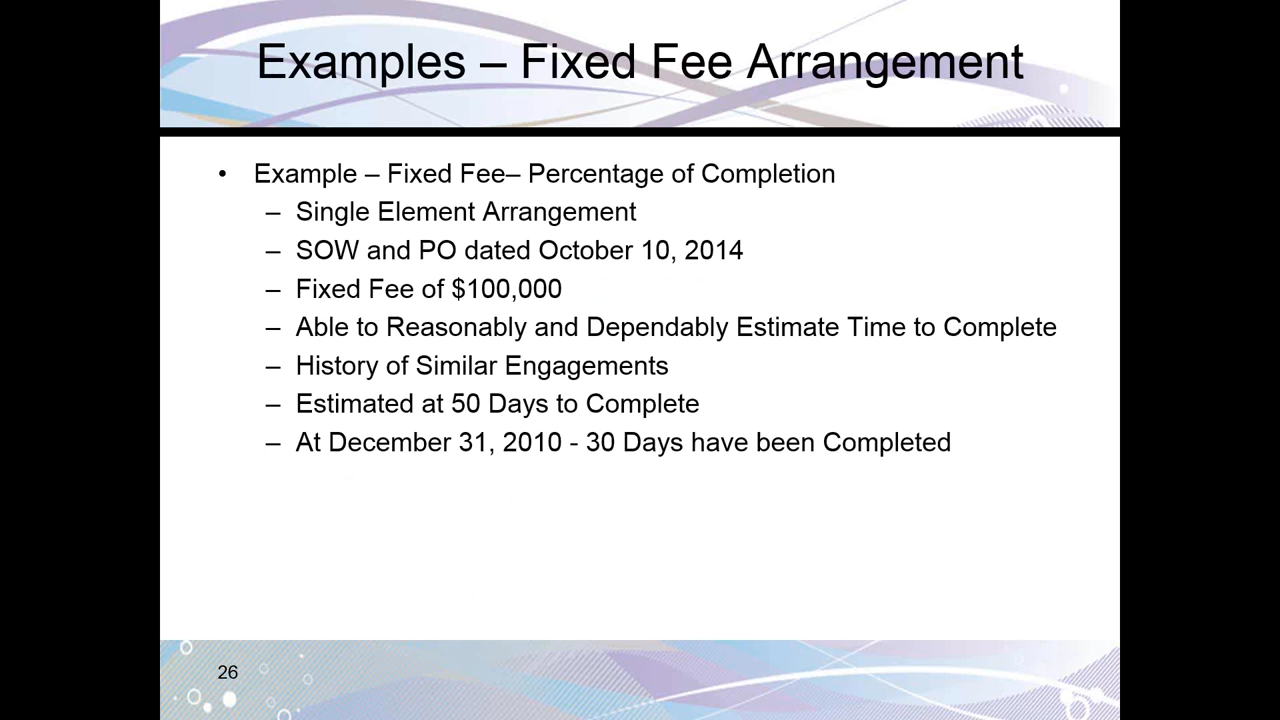 Examples – Fixed Fee Arrangement
• Example – Fixed Fee– Percentage of Completion
– Single Element Arrangement
– SOW and PO dated October 10, 2014
– Fixed Fee of $100,000
– Able to Reasonably and Dependably Estimate Time to Complete
– History of Similar Engagements
– Estimated at 50 Days to Complete
– At December 31, 2010 - 30 Days have been Completed
26